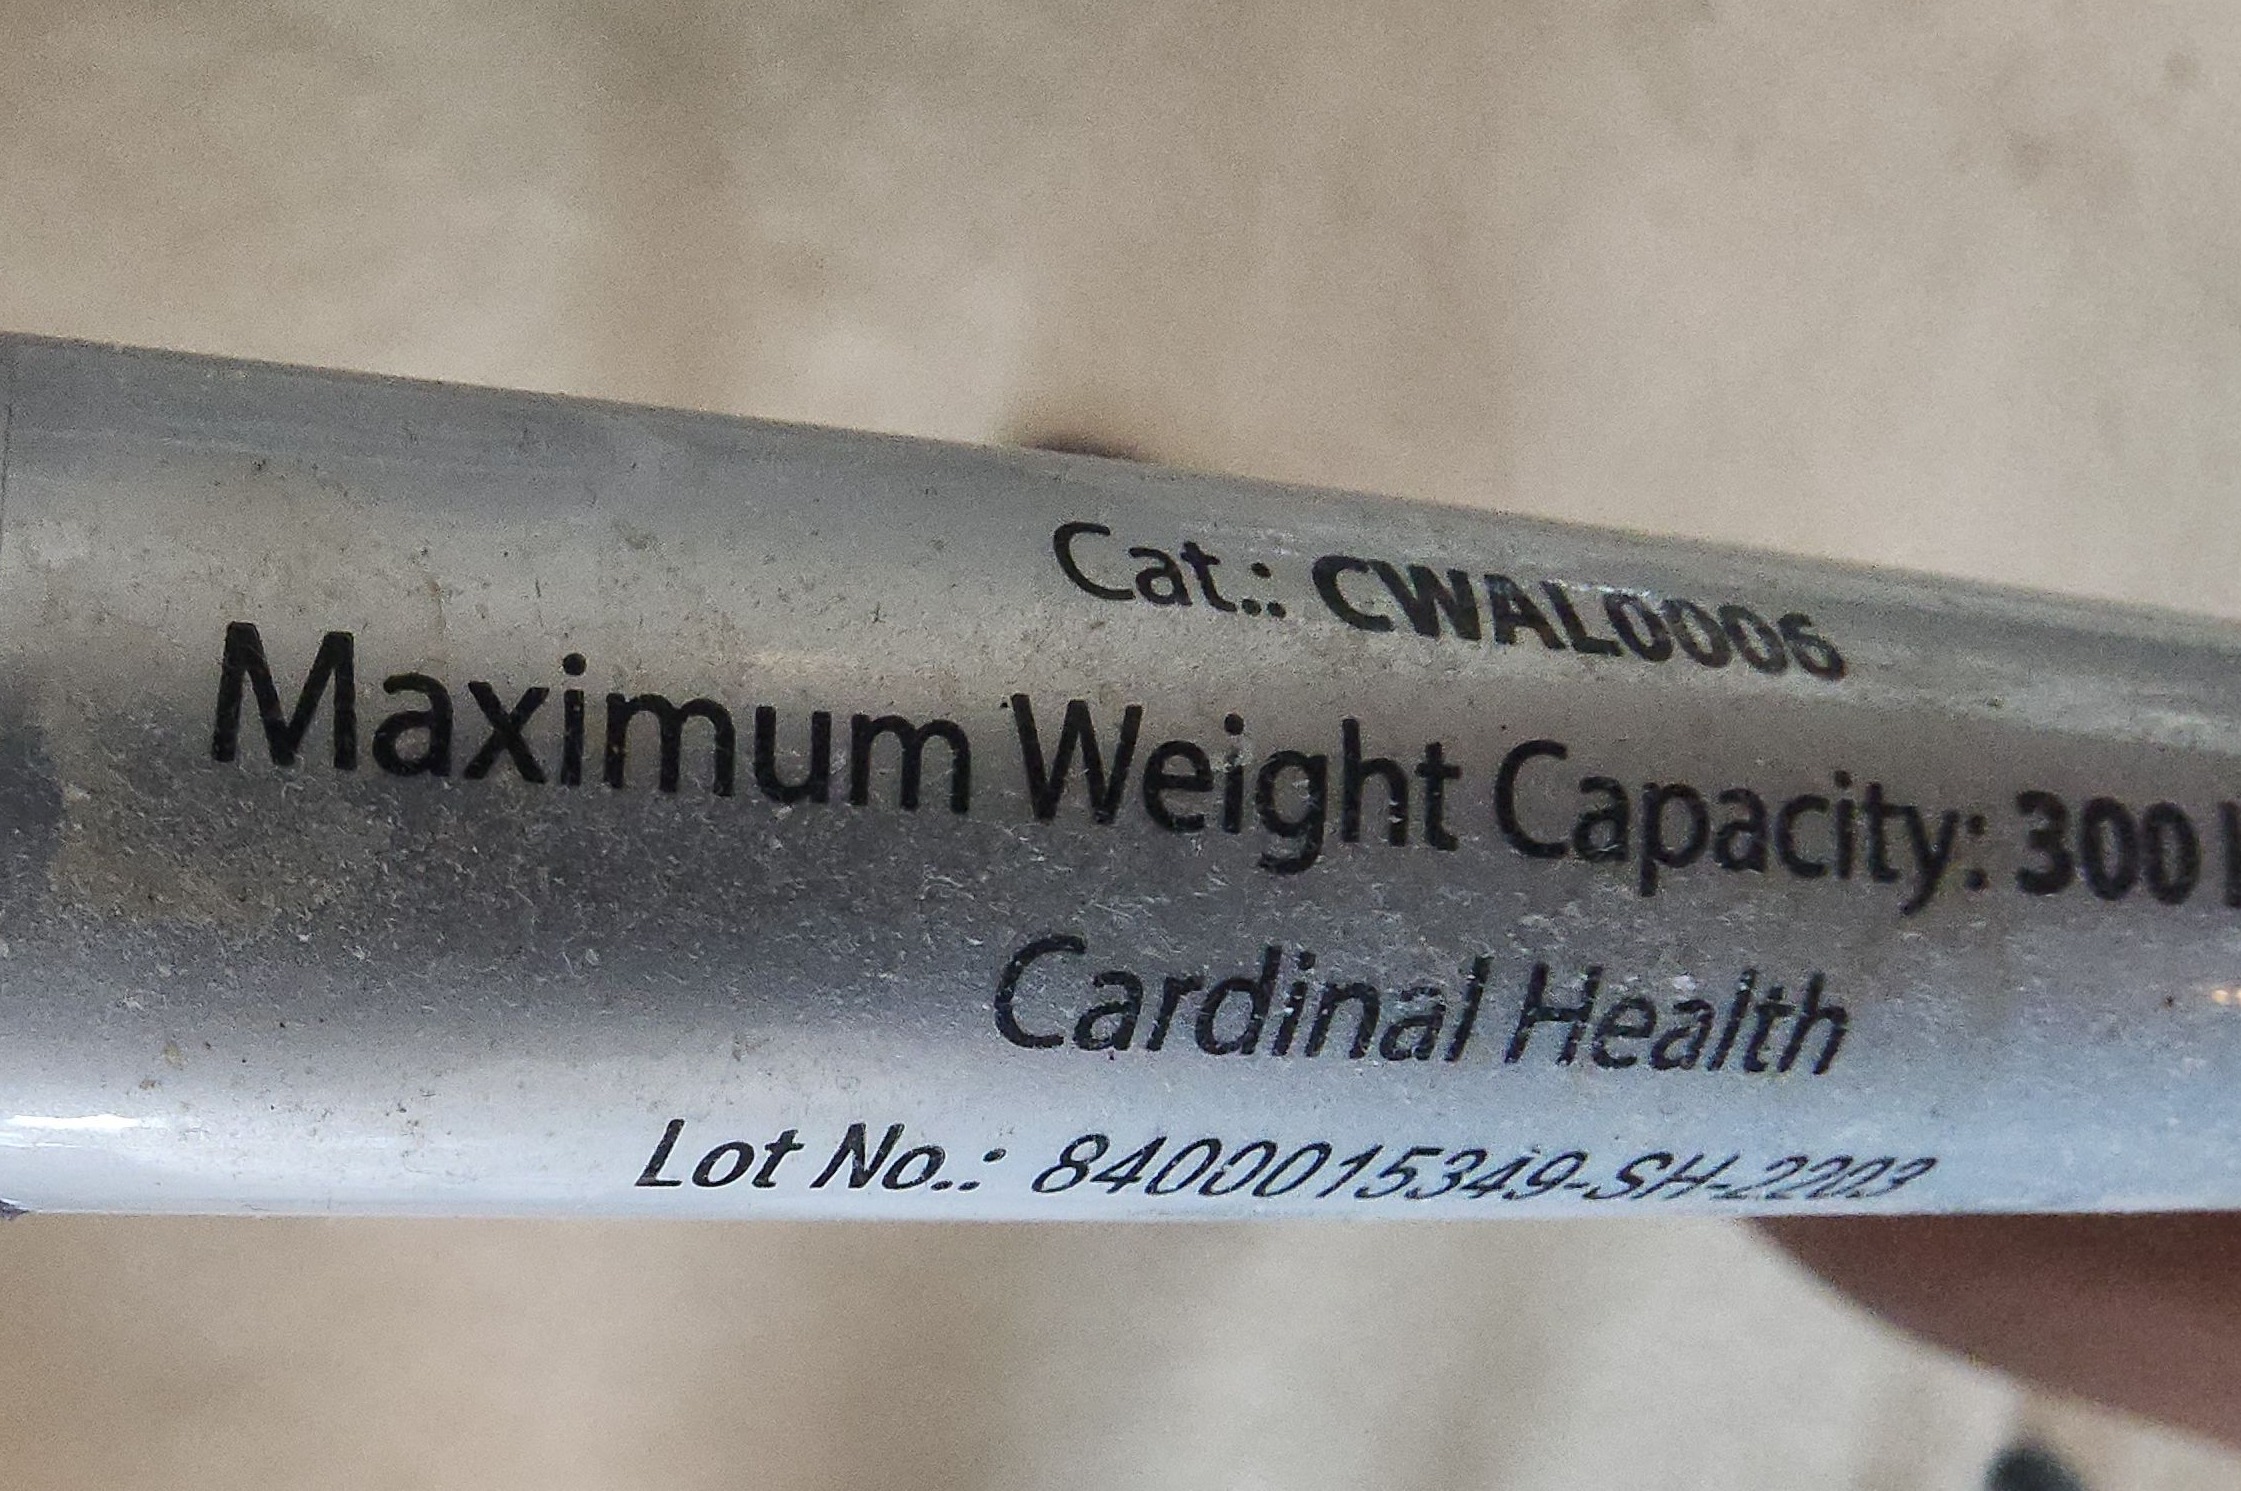 Cat.: CWAL0006
Maximum Weight Capacity: 300
Cardinal Health
Lot No.: 8400015349-SH-2203